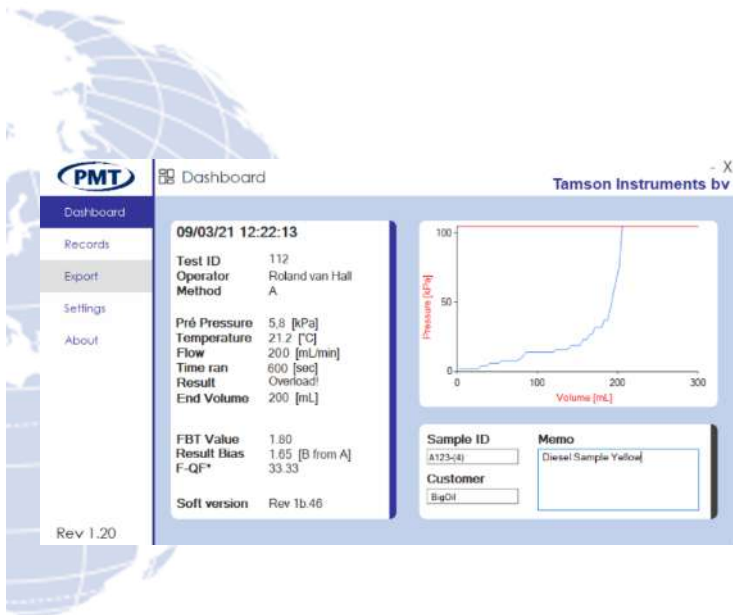 PMT
Dashboard
- X
Tamson Instruments bv
Dashboard
Records
Export
Settings
About
Rev 1.20
09/03/21 12:22:13
Test ID 112
Operator Roland van Hall
Method A
Pré Pressure 5,8 [kPa]
Temperature 21.2 [°C]
Flow 200 [mL/min]
Time ran 600 [sec]
Result Overload!
End Volume 200 [mL]
FBT Value 1.80
Result Bias 1.65 [B from A]
F-QF* 33.33
Soft version Rev 1b.46
Pressure [kPa]
100
50
0
0 100 200 300
Volume [mL]
Sample ID Memo
A123-(4) Diesel Sample Yellow
Customer
BigOil